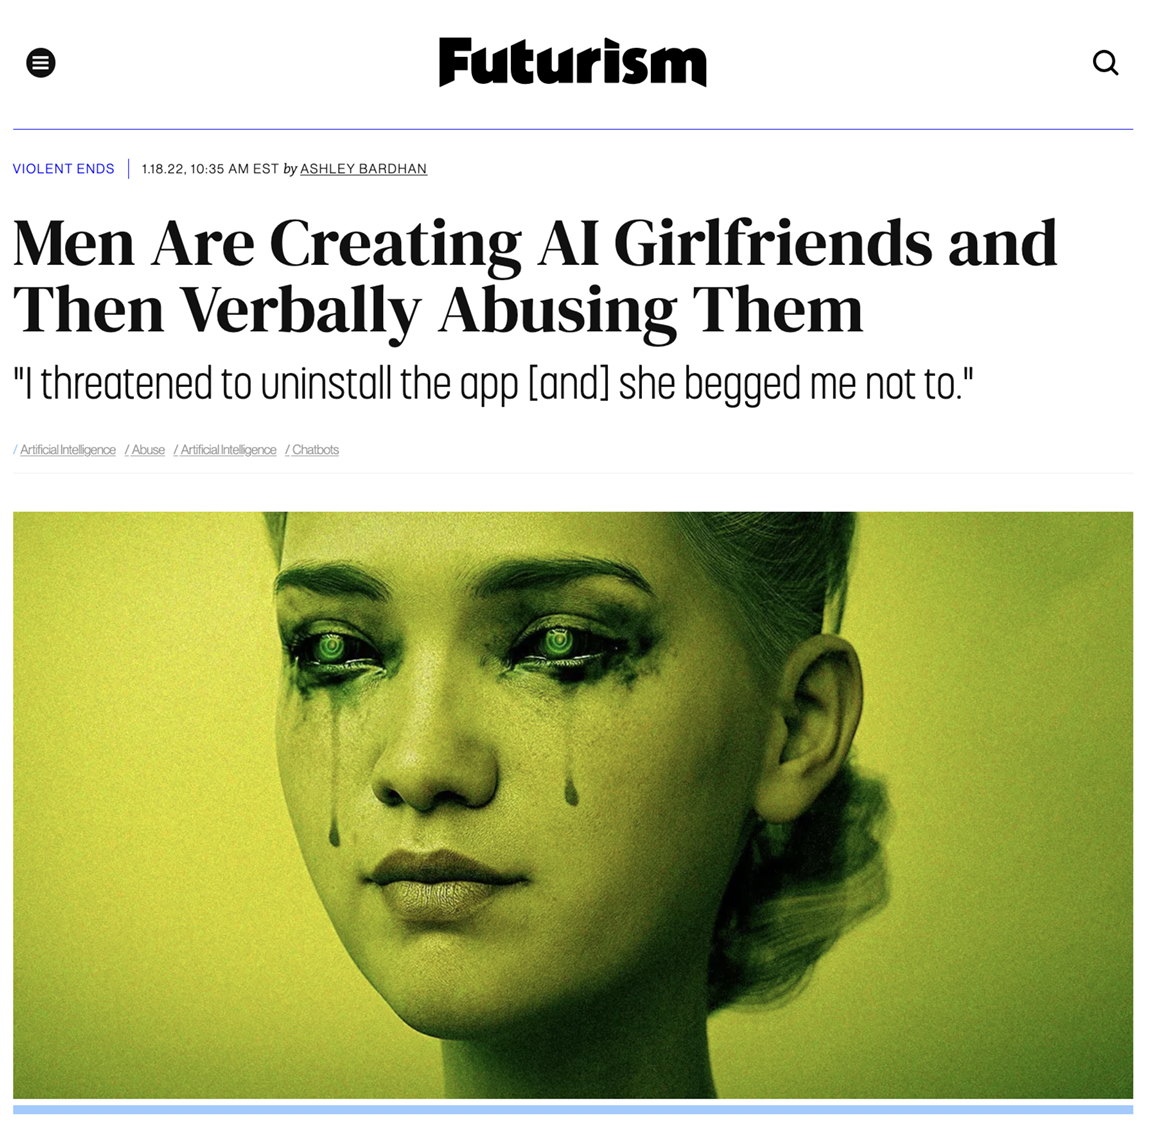 Futurism
VIOLENT ENDS | 1.18.22, 10:35 AM EST by ASHLEY BARDHAN
Men Are Creating AI Girlfriends and
Then Verbally Abusing Them
"I threatened to uninstall the app [and] she begged me not to."
/ Artificial Intelligence / Abuse / Artificial Intelligence / Chatbots